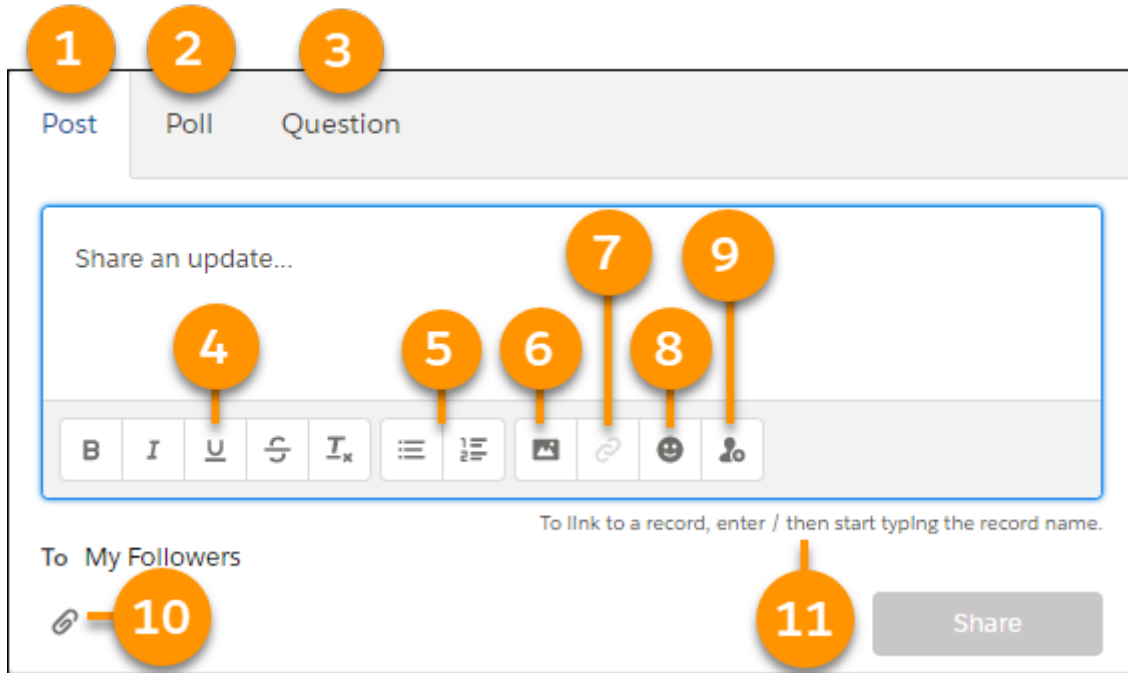 1 2 3
Post Poll Question
Share an update...
7 9
4 5 6 8
B I U S Tx
To link to a record, enter / then start typing the record name.
To My Followers
10 11 Share